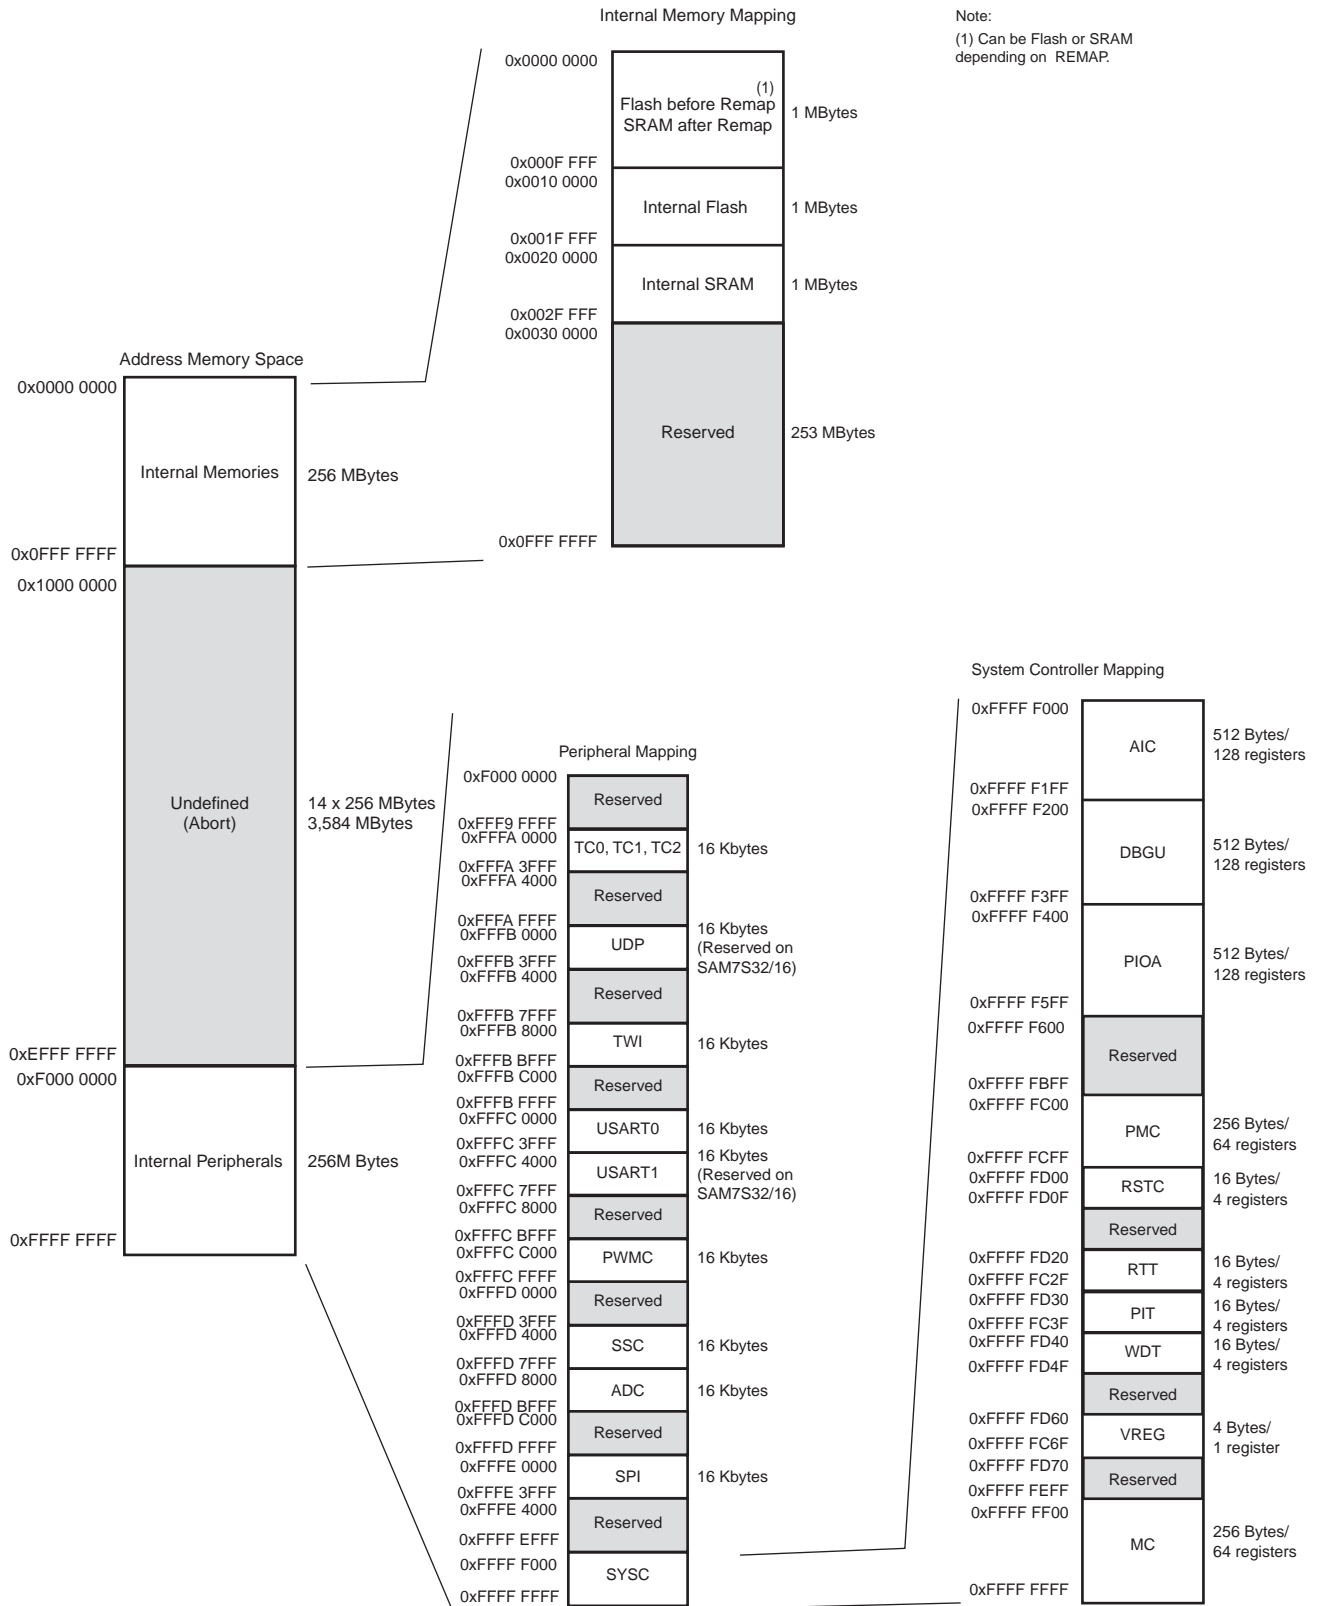 Internal Memory Mapping
Note:
(1) Can be Flash or SRAM
depending on REMAP.
0x0000 0000
(1)
Flash before Remap
SRAM after Remap
1 MBytes
0x000F FFF
0x0010 0000
Internal Flash
1 MBytes
0x001F FFF
0x0020 0000
Internal SRAM
1 MBytes
0x002F FFF
0x0030 0000
Reserved
253 MBytes
0x0FFF FFFF
Address Memory Space
0x0000 0000
Internal Memories
256 MBytes
0x0FFF FFFF
0x1000 0000
Undefined
(Abort)
14 x 256 MBytes
3,584 MBytes
0xEFFF FFFF
0xF000 0000
Internal Peripherals
256M Bytes
0xFFFF FFFF
Peripheral Mapping
0xF000 0000
Reserved
0xFFF9 FFFF
0xFFFA 0000
TC0, TC1, TC2
16 Kbytes
0xFFFA 3FFF
0xFFFA 4000
Reserved
0xFFFA FFFF
0xFFFB 0000
UDP
16 Kbytes
(Reserved on
SAM7S32/16)
0xFFFB 3FFF
0xFFFB 4000
Reserved
0xFFFB 7FFF
0xFFFB 8000
TWI
16 Kbytes
0xFFFB BFFF
0xFFFB C000
Reserved
0xFFFB FFFF
0xFFFC 0000
USART0
16 Kbytes
0xFFFC 3FFF
0xFFFC 4000
USART1
16 Kbytes
(Reserved on
SAM7S32/16)
0xFFFC 7FFF
0xFFFC 8000
Reserved
0xFFFC BFFF
0xFFFC C000
PWMC
16 Kbytes
0xFFFC FFFF
0xFFFD 0000
Reserved
0xFFFD 3FFF
0xFFFD 4000
SSC
16 Kbytes
0xFFFD 7FFF
0xFFFD 8000
ADC
16 Kbytes
0xFFFD BFFF
0xFFFD C000
Reserved
0xFFFD FFFF
0xFFFE 0000
SPI
16 Kbytes
0xFFFE 3FFF
0xFFFE 4000
Reserved
0xFFFF EFFF
0xFFFF F000
SYSC
0xFFFF FFFF
System Controller Mapping
0xFFFF F000
AIC
512 Bytes/
128 registers
0xFFFF F1FF
0xFFFF F200
DBGU
512 Bytes/
128 registers
0xFFFF F3FF
0xFFFF F400
PIOA
512 Bytes/
128 registers
0xFFFF F5FF
0xFFFF F600
Reserved
0xFFFF FBFF
0xFFFF FC00
PMC
256 Bytes/
64 registers
0xFFFF FCFF
0xFFFF FD00
RSTC
16 Bytes/
4 registers
0xFFFF FD0F
Reserved
0xFFFF FD20
RTT
16 Bytes/
4 registers
0xFFFF FC2F
0xFFFF FD30
PIT
16 Bytes/
4 registers
0xFFFF FC3F
0xFFFF FD40
WDT
16 Bytes/
4 registers
0xFFFF FD4F
Reserved
0xFFFF FD60
VREG
4 Bytes/
1 register
0xFFFF FC6F
0xFFFF FD70
Reserved
0xFFFF FEFF
0xFFFF FF00
MC
256 Bytes/
64 registers
0xFFFF FFFF